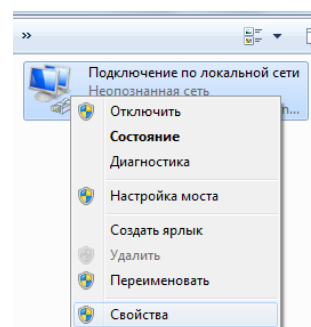 »
Подключение по локальной сети
Неопознанная сеть
Отключить
Состояние
Диагностика
Настройка моста
Создать ярлык
Удалить
Переименовать
Свойства